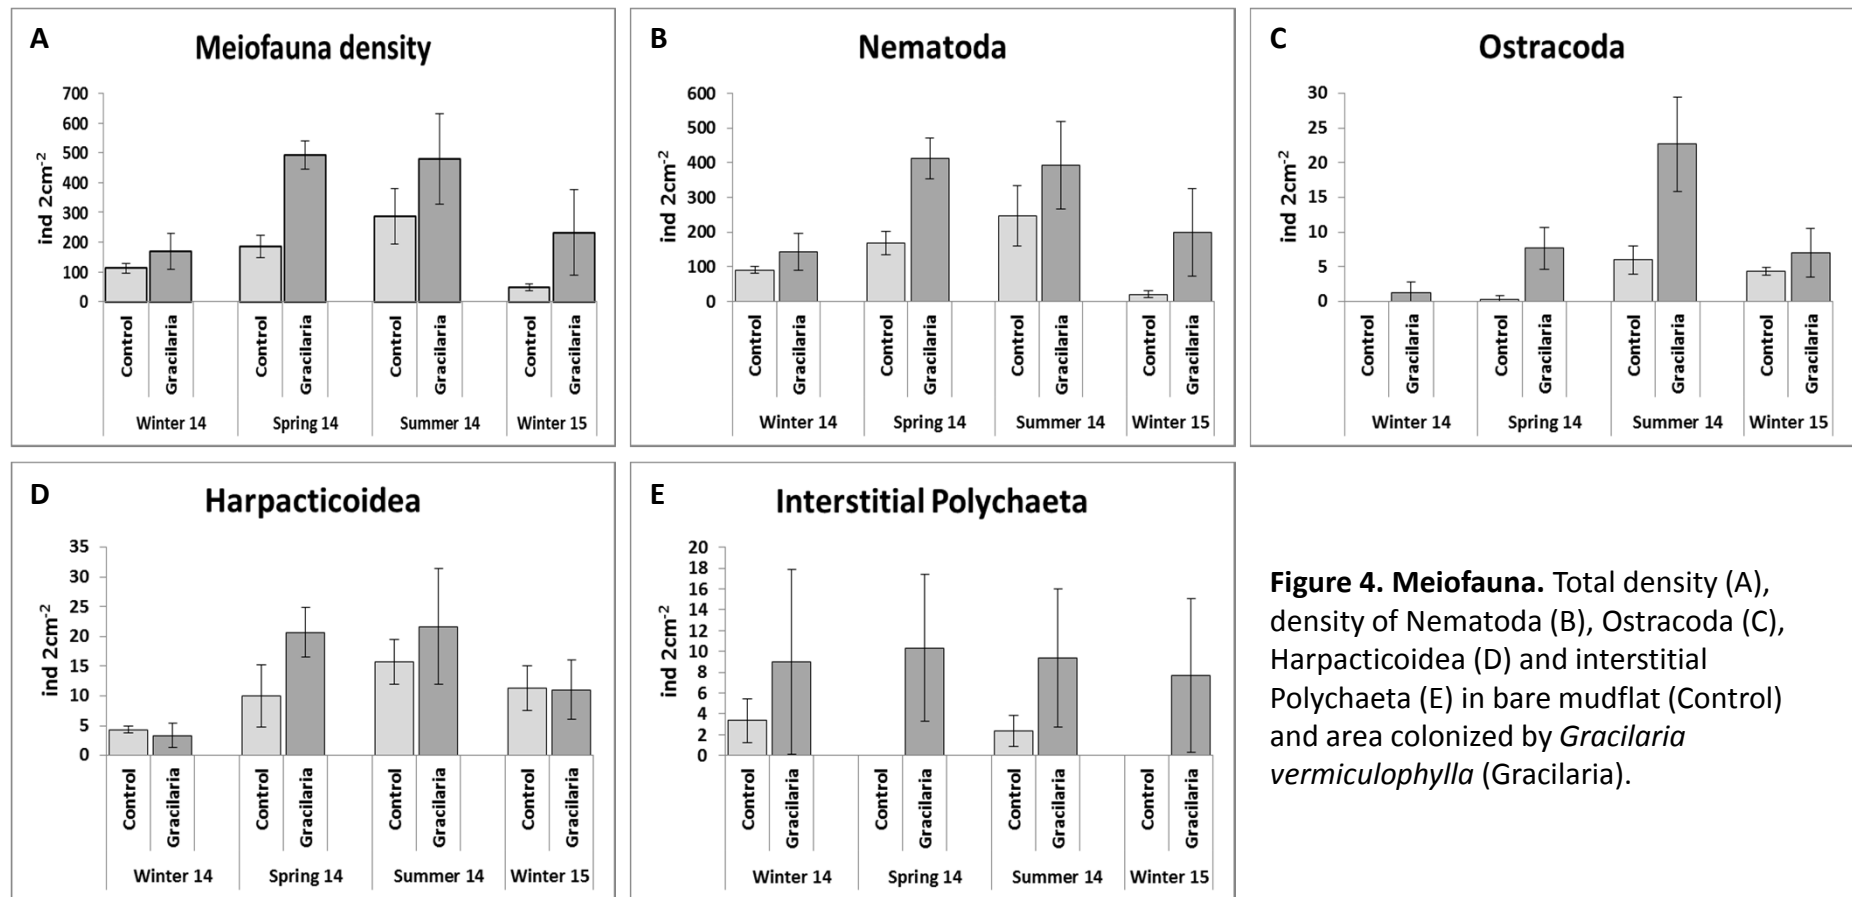 A
Meiofauna density
700
600
500
400
300
200
100
0
ind 2cm-2
Control
Gracilaria
Control
Gracilaria
Control
Gracilaria
Control
Gracilaria
Winter 14
Spring 14
Summer 14
Winter 15
B
Nematoda
600
500
400
300
200
100
0
ind 2cm-2
Control
Gracilaria
Control
Gracilaria
Control
Gracilaria
Control
Gracilaria
Winter 14
Spring 14
Summer 14
Winter 15
C
Ostracoda
30
25
20
15
10
5
0
ind 2cm-2
Control
Gracilaria
Control
Gracilaria
Control
Gracilaria
Control
Gracilaria
Winter 14
Spring 14
Summer 14
Winter 15
D
Harpacticoidea
35
30
25
20
15
10
5
0
ind 2cm-2
Control
Gracilaria
Control
Gracilaria
Control
Gracilaria
Control
Gracilaria
Winter 14
Spring 14
Summer 14
Winter 15
E
Interstitial Polychaeta
20
18
16
14
12
10
8
6
4
2
0
ind 2cm-2
Control
Gracilaria
Control
Gracilaria
Control
Gracilaria
Control
Gracilaria
Winter 14
Spring 14
Summer 14
Winter 15
Figure 4. Meiofauna. Total density (A),
density of Nematoda (B), Ostracoda (C),
Harpacticoidea (D) and interstitial
Polychaeta (E) in bare mudflat (Control)
and area colonized by Gracilaria
vermiculophylla (Gracilaria).